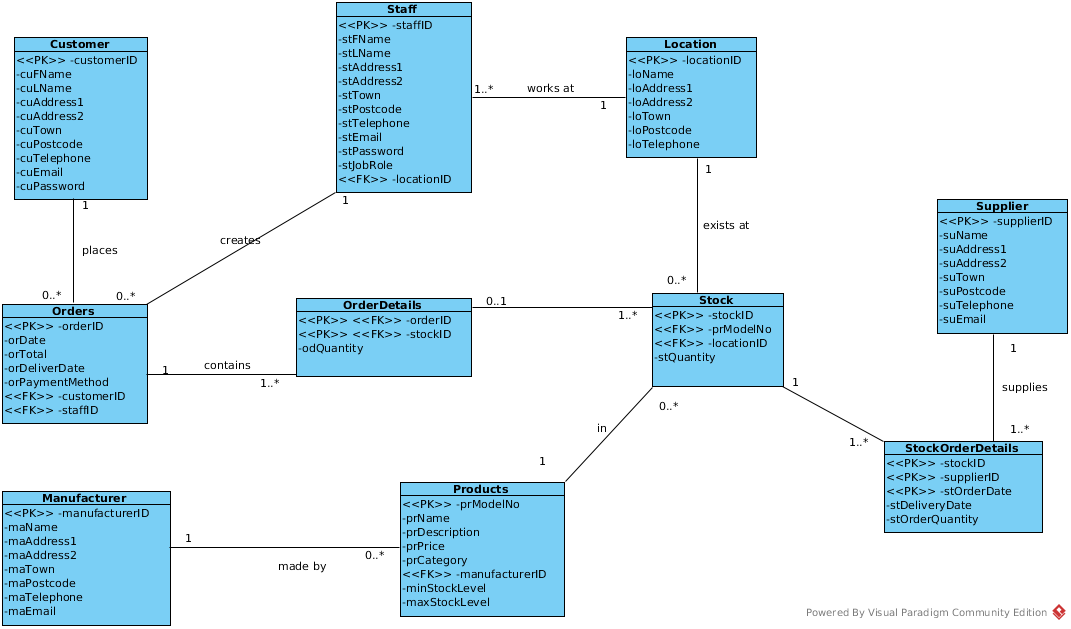 Customer
<<PK>> -customerID
-cuFName
-cuLName
-cuAddress1
-cuAddress2
-cuTown
-cuPostcode
-cuTelephone
-cuEmail
-cuPassword
Staff
<<PK>> -staffID
-stFName
-stLName
-stAddress1
-stAddress2
-stTown
-stPostcode
-stTelephone
-stEmail
-stPassword
-stJobRole
<<FK>> -locationID
1..*
works at
1
Location
<<PK>> -locationID
-loName
-loAddress1
-loAddress2
-loTown
-loPostcode
-loTelephone
1
places
0..*
1
creates
0..*
1
exists at
0..*
Supplier
<<PK>> -supplierID
-suName
-suAddress1
-suAddress2
-suTown
-suPostcode
-suTelephone
-suEmail
Orders
<<PK>> -orderID
-orDate
-orTotal
-orDeliverDate
-orPaymentMethod
<<FK>> -customerID
<<FK>> -staffID
1
contains
1..*
OrderDetails
<<PK>> <<FK>> -orderID
<<PK>> <<FK>> -stockID
-odQuantity
0..1
1..*
Stock
<<PK>> -stockID
<<FK>> -prModelNo
<<FK>> -locationID
-stQuantity
1
supplies
1..*
1
1..*
0..*
in
1
StockOrderDetails
<<PK>> -stockID
<<PK>> -supplierID
<<PK>> -stOrderDate
-stDeliveryDate
-stOrderQuantity
Manufacturer
<<PK>> -manufacturerID
-maName
-maAddress1
-maAddress2
-maTown
-maPostcode
-maTelephone
-maEmail
1
made by
0..*
Products
<<PK>> -prModelNo
-prName
-prDescription
-prPrice
-prCategory
<<FK>> -manufacturerID
-minStockLevel
-maxStockLevel
Powered By Visual Paradigm Community Edition